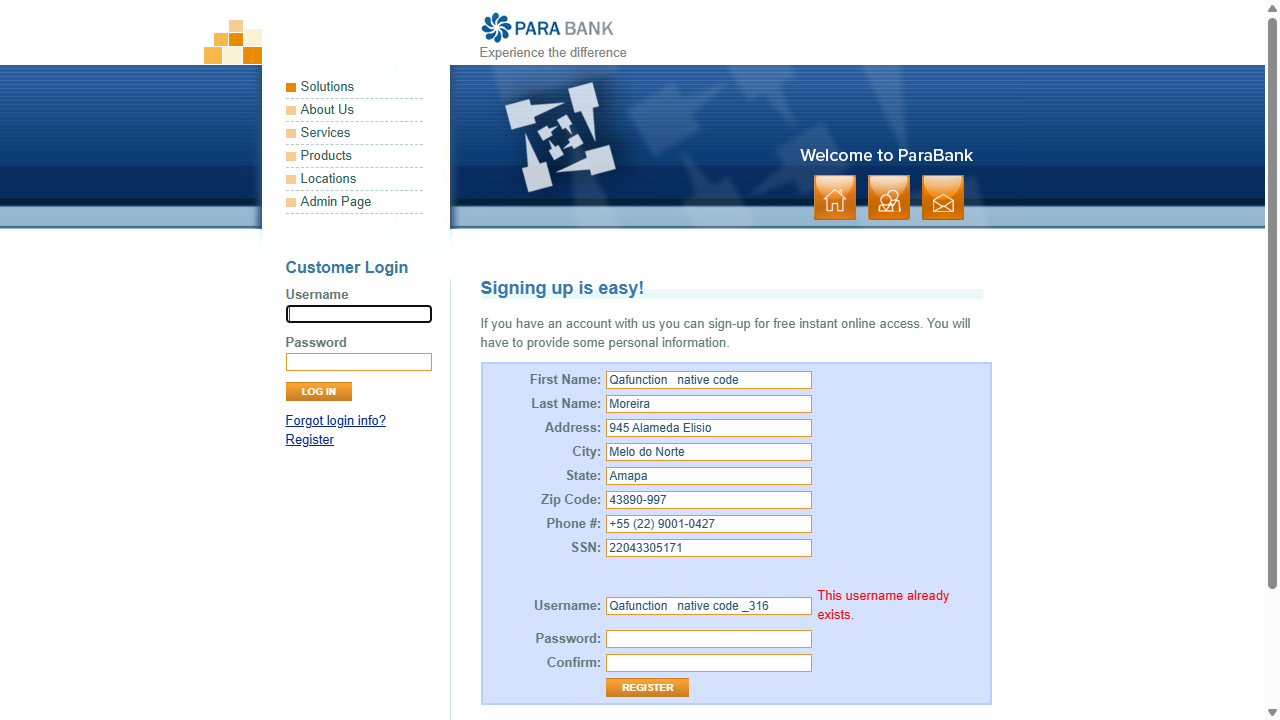 PARA BANK
Experience the difference
Solutions
About Us
Services
Products
Locations
Admin Page
Welcome to ParaBank
Customer Login
Username
Password
LOG IN
Forgot login info?
Register
Signing up is easy!
If you have an account with us you can sign-up for free instant online access. You will
have to provide some personal information.
First Name: Qafunction   native code
Last Name: Moreira
Address: 945 Alameda Elisio
City: Melo do Norte
State: Amapa
Zip Code: 43890-997
Phone #: +55 (22) 9001-0427
SSN: 22043305171
Username: Qafunction   native code _316 This username already
exists.
Password:
Confirm:
REGISTER